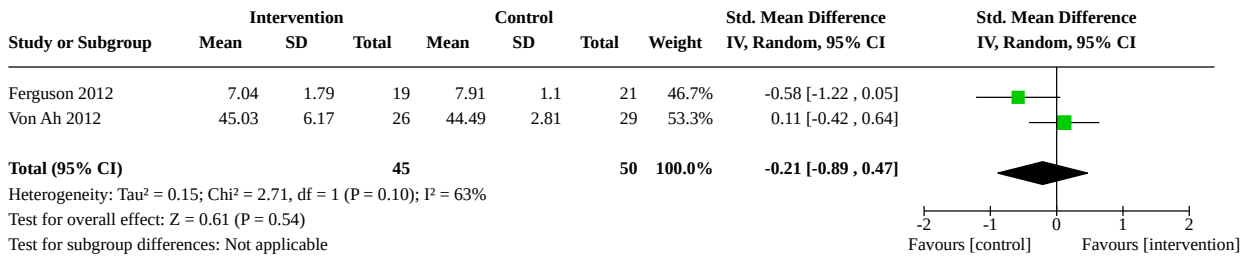 Intervention Control Std. Mean Difference Std. Mean Difference
Study or Subgroup Mean SD Total Mean SD Total Weight IV, Random, 95% CI IV, Random, 95% CI
Ferguson 2012 7.04 1.79 19 7.91 1.1 21 46.7% -0.58 [-1.22 , 0.05]
Von Ah 2012 45.03 6.17 26 44.49 2.81 29 53.3% 0.11 [-0.42 , 0.64]
Total (95% CI) 45 50 100.0% -0.21 [-0.89 , 0.47]
Heterogeneity: Tau² = 0.15; Chi² = 2.71, df = 1 (P = 0.10); I² = 63%
Test for overall effect: Z = 0.61 (P = 0.54) -2 -1 0 1 2
Test for subgroup differences: Not applicable Favours [control] Favours [intervention]